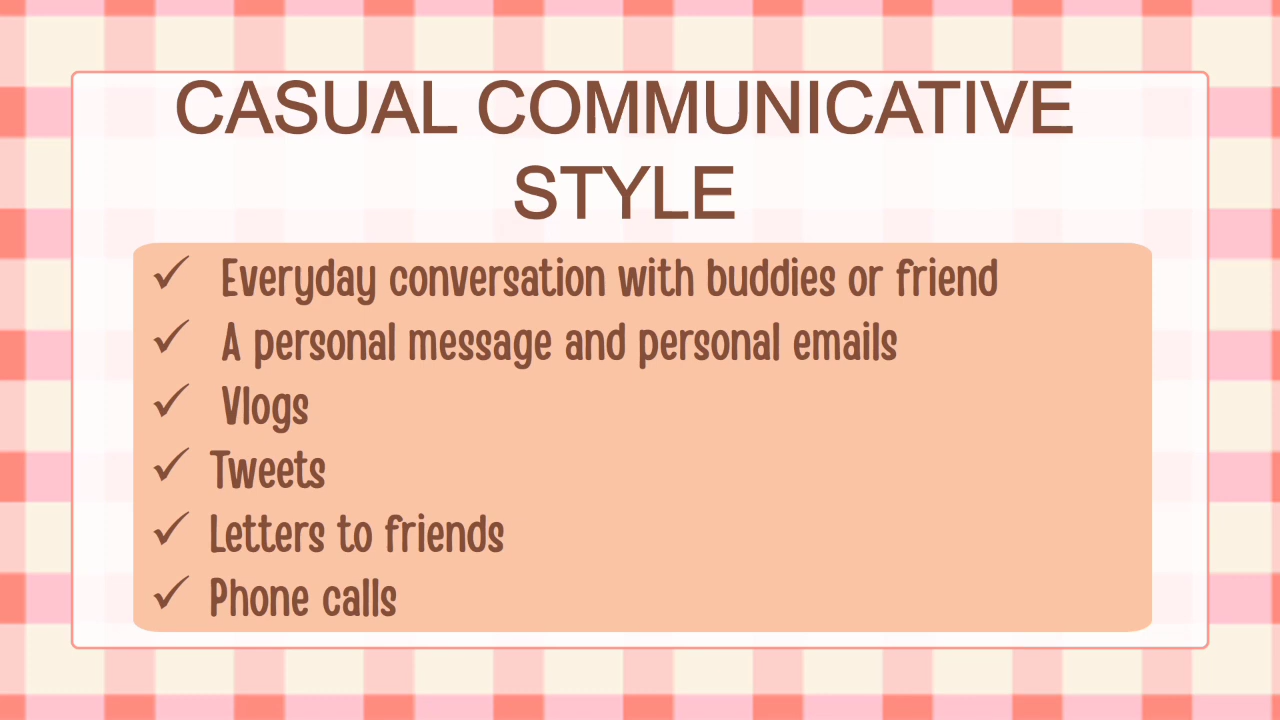 CASUAL COMMUNICATIVE
STYLE
✓ Everyday conversation with buddies or friend
✓ A personal message and personal emails
✓ Vlogs
✓ Tweets
✓ Letters to friends
✓ Phone calls